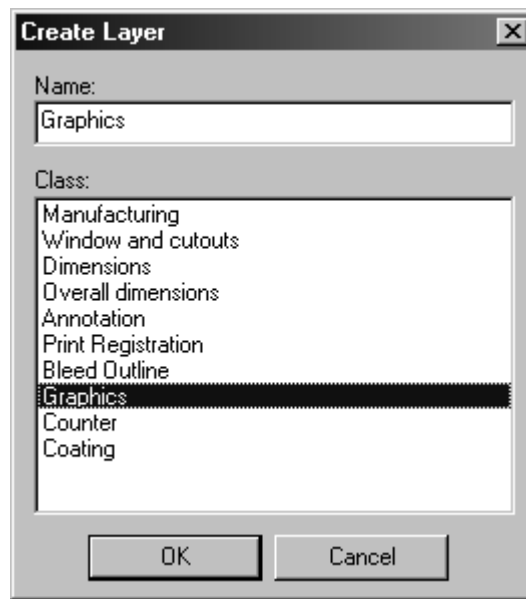 Create Layer
Name:
Graphics
Class:
Manufacturing
Window and cutouts
Dimensions
Overall dimensions
Annotation
Print Registration
Bleed Outline
Graphics
Counter
Coating
OK
Cancel